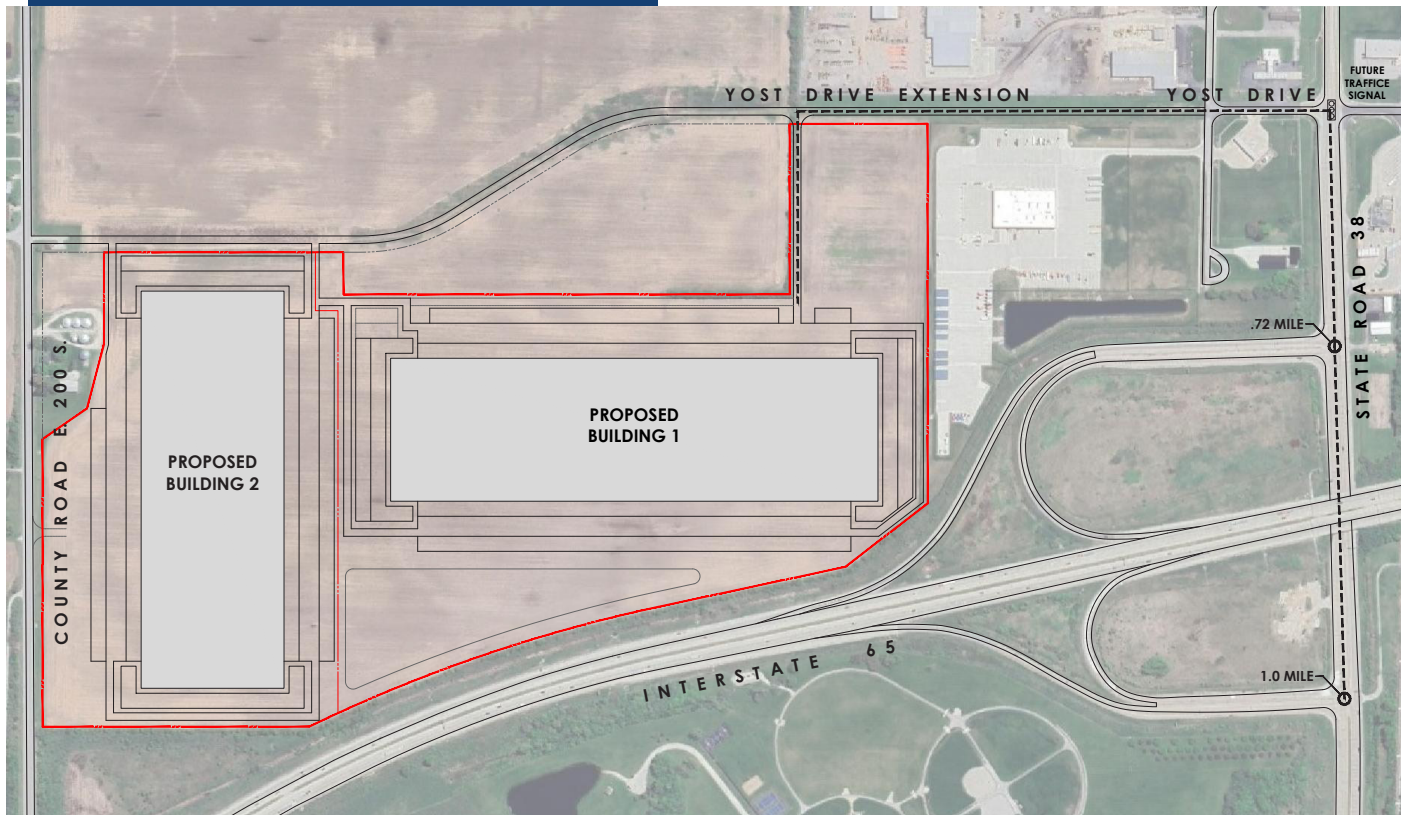 FUTURE
TRAFFICE
SIGNAL
YOST DRIVE EXTENSION
YOST DRIVE
STATE ROAD 38
.72 MILE
PROPOSED
BUILDING 1
PROPOSED
BUILDING 2
COUNTY ROAD E. 200 S.
INTERSTATE 65
1.0 MILE